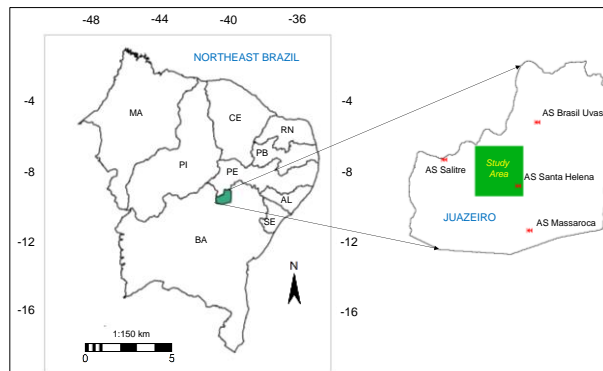 -48 -44 -40 -36
NORTHEAST BRAZIL
-4 -4
MA
CE
RN
PB
PI
PE
-8 -8
AL
SE
BA
-12 -12
N
-16 -16
1:150 km
0 5
AS Brasil Uvas
AS Salitre
Study
Area
AS Santa Helena
JUAZEIRO
AS Massaroca